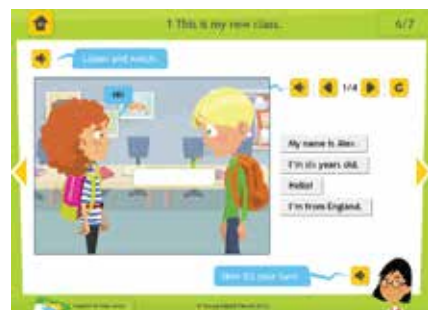 1 This is my new class.
6/7
Listen and watch.
1/4
Hi!
My name is Alex.
I'm six years old.
Hello!
I'm from England.
Now it's your turn.